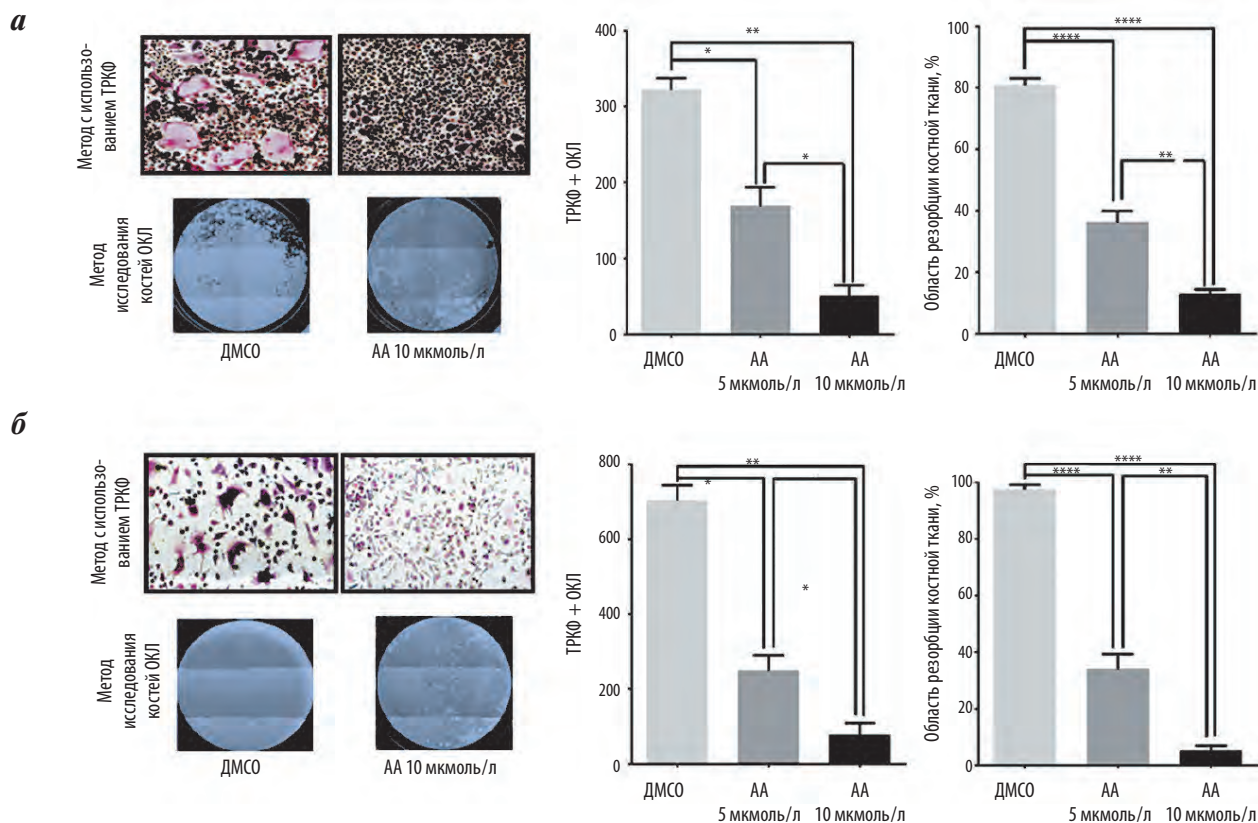 а
Метод с использо-
ванием ТРКФ
Метод
исследования
костей ОКЛ
ДМСО
АА 10 мкмоль/л
ТРКФ + ОКЛ
400
300
200
100
0
**
*
*
ДМСО
АА
5 мкмоль/л
АА
10 мкмоль/л
Область резорбции костной ткани, %
100
80
60
40
20
0
****
****
**
ДМСО
АА
5 мкмоль/л
АА
10 мкмоль/л
б
Метод с использо-
ванием ТРКФ
Метод
исследования
костей ОКЛ
ДМСО
АА 10 мкмоль/л
ТРКФ + ОКЛ
800
600
400
200
0
**
*
*
ДМСО
АА
5 мкмоль/л
АА
10 мкмоль/л
Область резорбции костной ткани, %
100
80
60
40
20
0
****
****
**
ДМСО
АА
5 мкмоль/л
АА
10 мкмоль/л